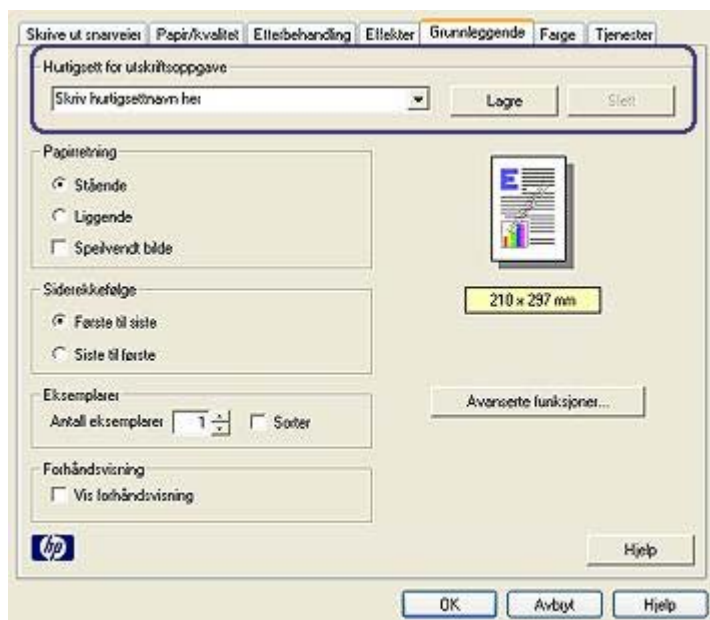 Skrive ut snarveier Papir/kvalitet Etterbehandling Effekter Grunnleggende Farge Tjenester
Hurtigsett for utskriftsoppgave
Skriv hurtigsettnavn her Lagre Slett
Papirretning
Stående
Liggende
Speilvendt bilde
E
210 × 297 mm
Siderekkefølge
Første til siste
Siste til første
Eksemplarer
Antall eksemplarer 1 Sorter
Avanserte funksjoner...
Forhåndsvisning
Vis forhåndsvisning
hp
Hjelp
OK Avbryt Hjelp